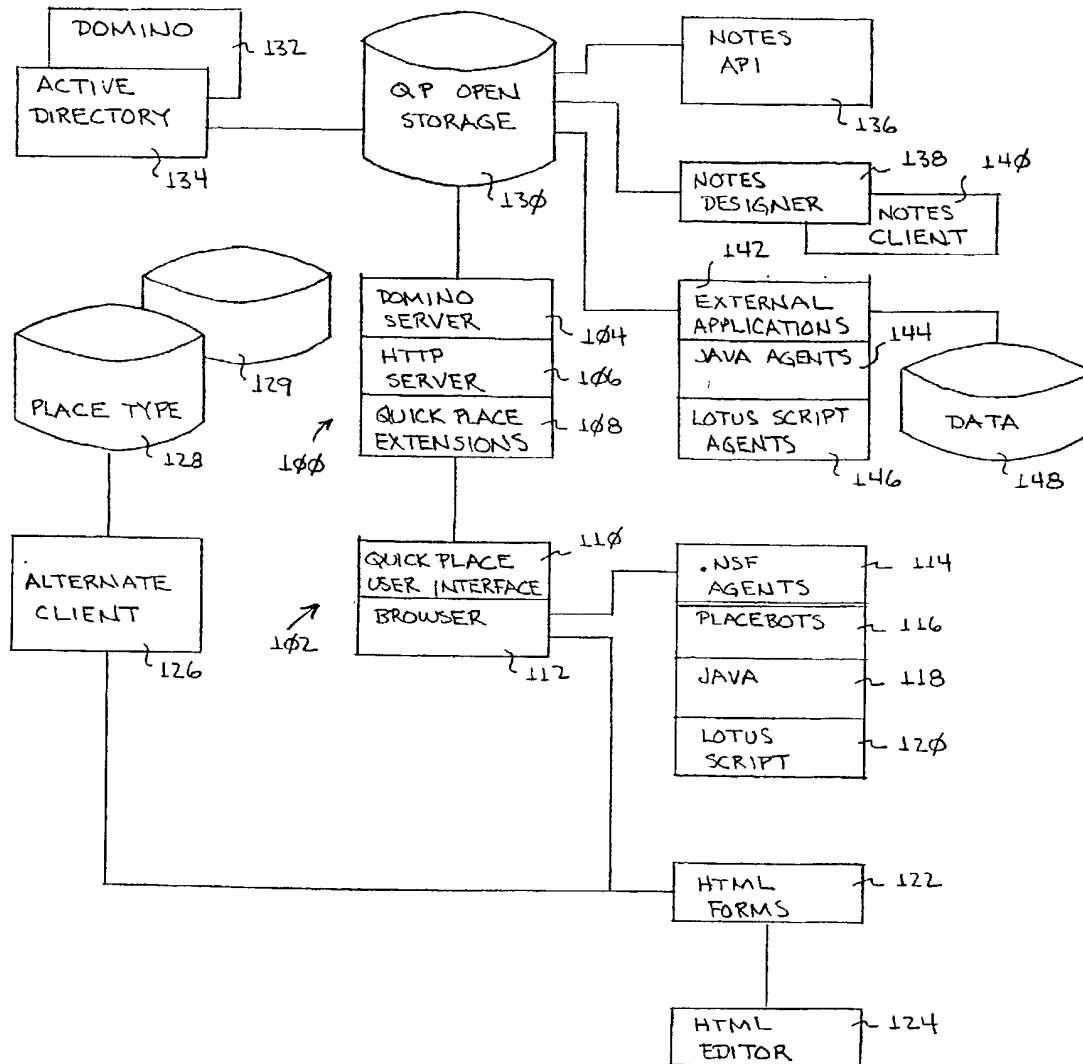 DOMINO
132
ACTIVE
DIRECTORY
134
QP OPEN
STORAGE
130
NOTES
API
136
138
140
NOTES
DESIGNER
NOTES
CLIENT
142
EXTERNAL
APPLICATIONS
144
JAVA AGENTS
LOTUS SCRIPT
AGENTS
146
DATA
148
DOMINO
SERVER
104
HTTP
SERVER
106
QUICK PLACE
EXTENSIONS
108
100
129
PLACE TYPE
128
ALTERNATE
CLIENT
126
110
QUICK PLACE
USER INTERFACE
BROWSER
112
102
.NSF
AGENTS
114
PLACEBOTS
116
JAVA
118
LOTUS
SCRIPT
120
HTML
FORMS
122
HTML
EDITOR
124